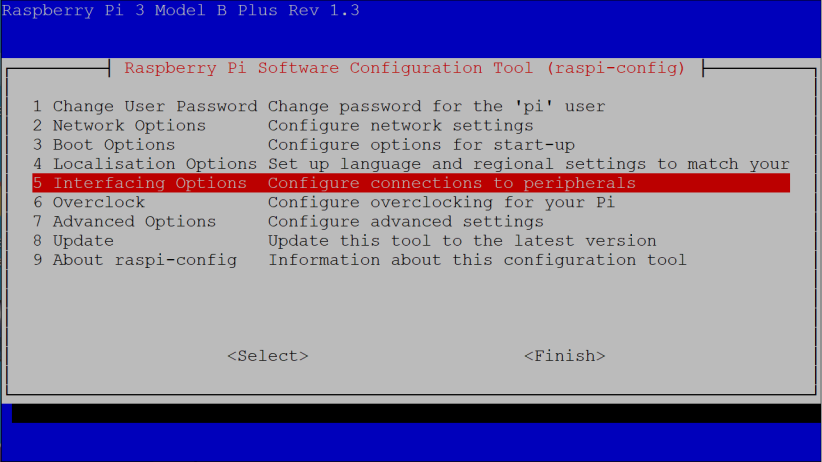 Raspberry Pi 3 Model B Plus Rev 1.3
Raspberry Pi Software Configuration Tool (raspi-config)
1 Change User Password Change password for the 'pi' user
2 Network Options Configure network settings
3 Boot Options Configure options for start-up
4 Localisation Options Set up language and regional settings to match your
5 Interfacing Options Configure connections to peripherals
6 Overclock Configure overclocking for your Pi
7 Advanced Options Configure advanced settings
8 Update Update this tool to the latest version
9 About raspi-config Information about this configuration tool
<Select> <Finish>